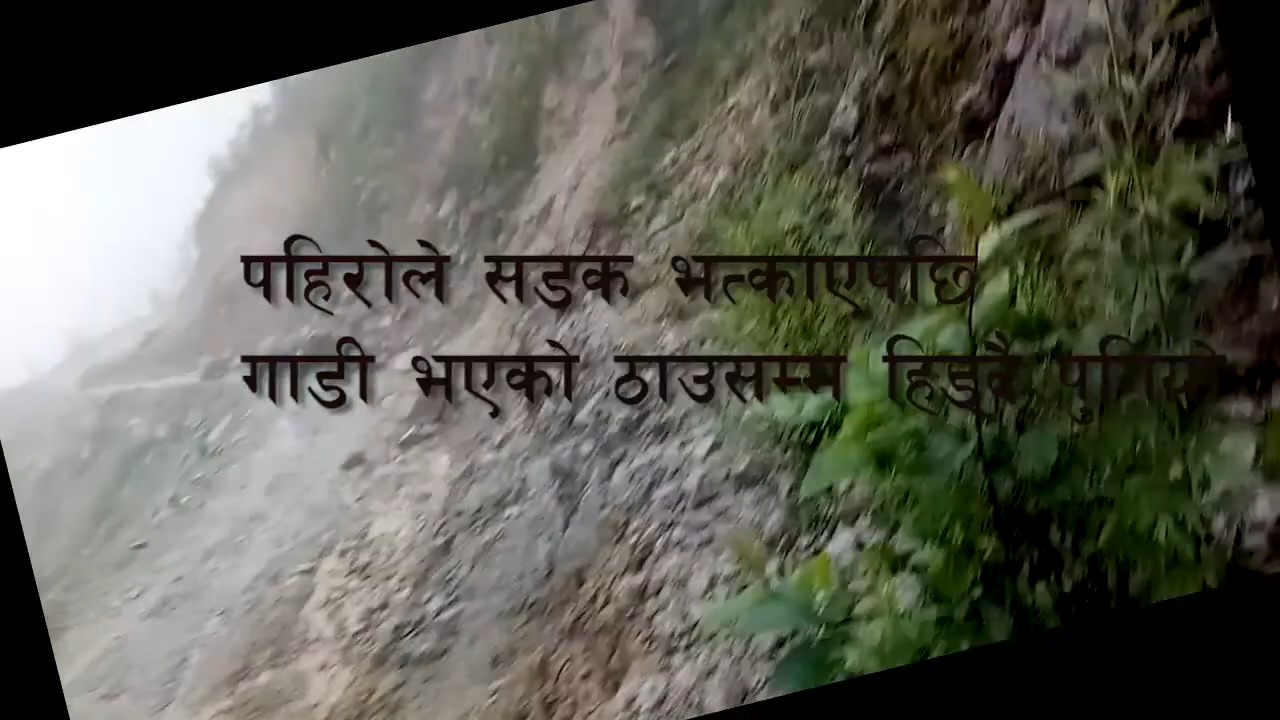 पहिरोले सडक भत्काएपछि
गाडी भएको ठाउसम्म हिड्दै पुगियो